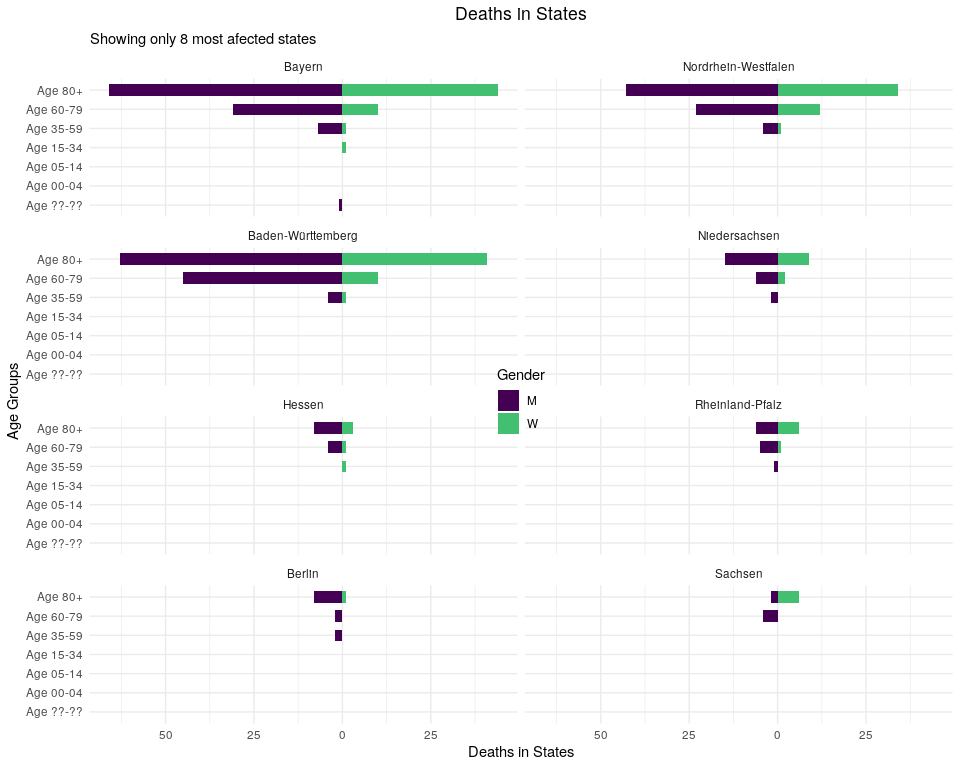 Deaths in States
Showing only 8 most afected states
Bayern
Nordrhein-Westfalen
Age 80+
Age 60-79
Age 35-59
Age 15-34
Age 05-14
Age 00-04
Age ??-??
Baden-Württemberg
Niedersachsen
Age 80+
Age 60-79
Age 35-59
Age 15-34
Age 05-14
Age 00-04
Age ??-??
Age Groups
Gender
M
W
Hessen
Rheinland-Pfalz
Age 80+
Age 60-79
Age 35-59
Age 15-34
Age 05-14
Age 00-04
Age ??-??
Berlin
Sachsen
Age 80+
Age 60-79
Age 35-59
Age 15-34
Age 05-14
Age 00-04
Age ??-??
50 25 0 25 50 25 0 25
Deaths in States